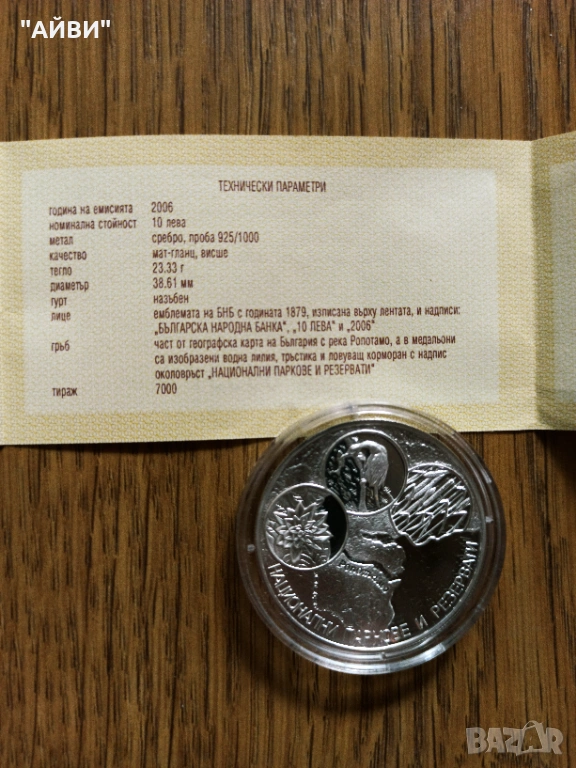 "АЙВИ"
ТЕХНИЧЕСКИ ПАРАМЕТРИ
година на емисията 2006
номинална стойност 10 лева
метал сребро, проба 925/1000
качество мат-гланц, висше
тегло 23.33 г
диаметър 38.61 мм
гурт назъбен
лице емблемата на БНБ с годината 1879, изписана върху лентата, и надписи:
„БЪЛГАРСКА НАРОДНА БАНКА", „10 ЛЕВА" и „2006"
гръб част от географска карта на България с река Ропотамо, а в медальони
са изобразени водна лилия, тръстика и ловуващ корморан с надпис
околовръст „НАЦИОНАЛНИ ПАРКОВЕ И РЕЗЕРВАТИ"
тираж 7000
НАЦИОНАЛНИ ПАРКОВЕ И РЕЗЕРВАТИ
BAZAR